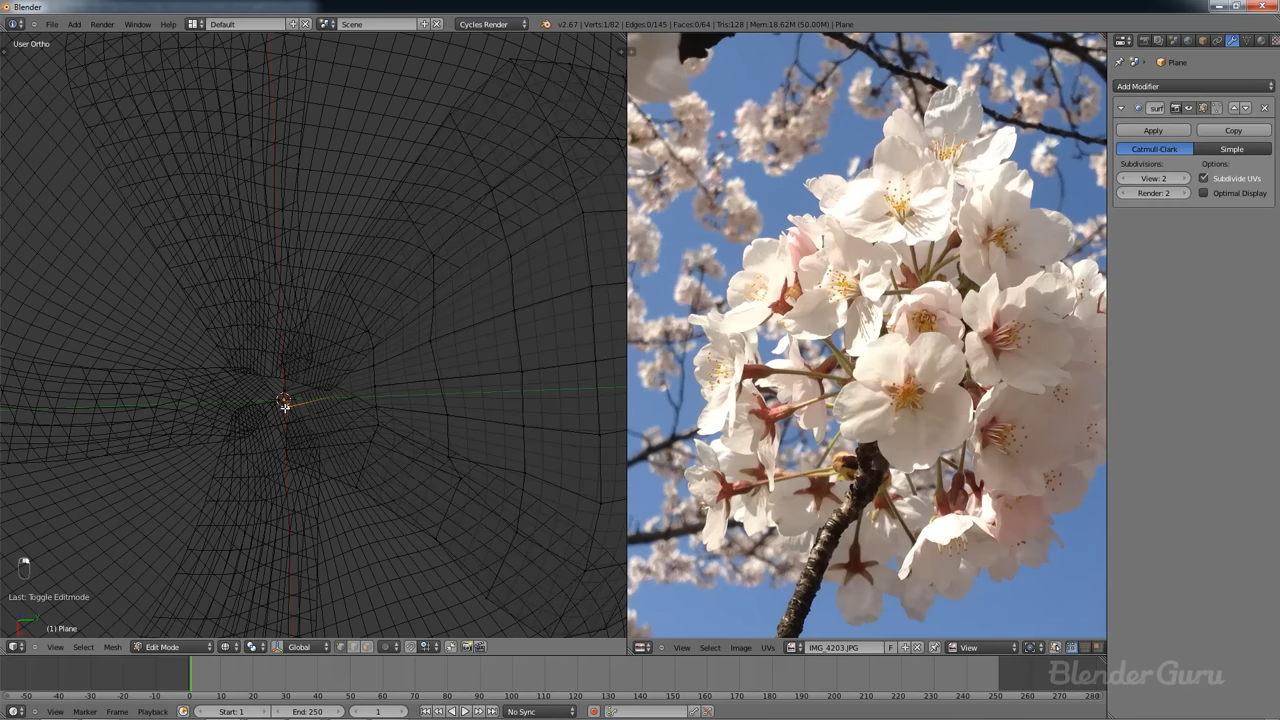 Blender
File Add Render Window Help Default Scene Cycles Render v2.67 | Verts:1/82 | Edges:0/145 | Faces:0/64 | Tris:128 | Mem:18.62M (50.00M) | Plane
User Ortho
Plane
Add Modifier
surf
Apply Copy
Catmull-Clark Simple
Subdivisions: Options:
View: 2 Subdivide UVs
Render: 2 Optimal Display
Last: Toggle Editmode
(1) Plane
View Select Mesh Edit Mode Global View Select Image UVs IMG_4203.JPG F View
BlenderGuru
-50 -40 -30 -20 -10 0 10 20 30 40 50 60 70 80 90 100 110 120 130 140 150 160 170 180 190 200 210 220 230 240 250 260 270 280
View Marker Frame Playback Start: 1 End: 250 1 No Sync